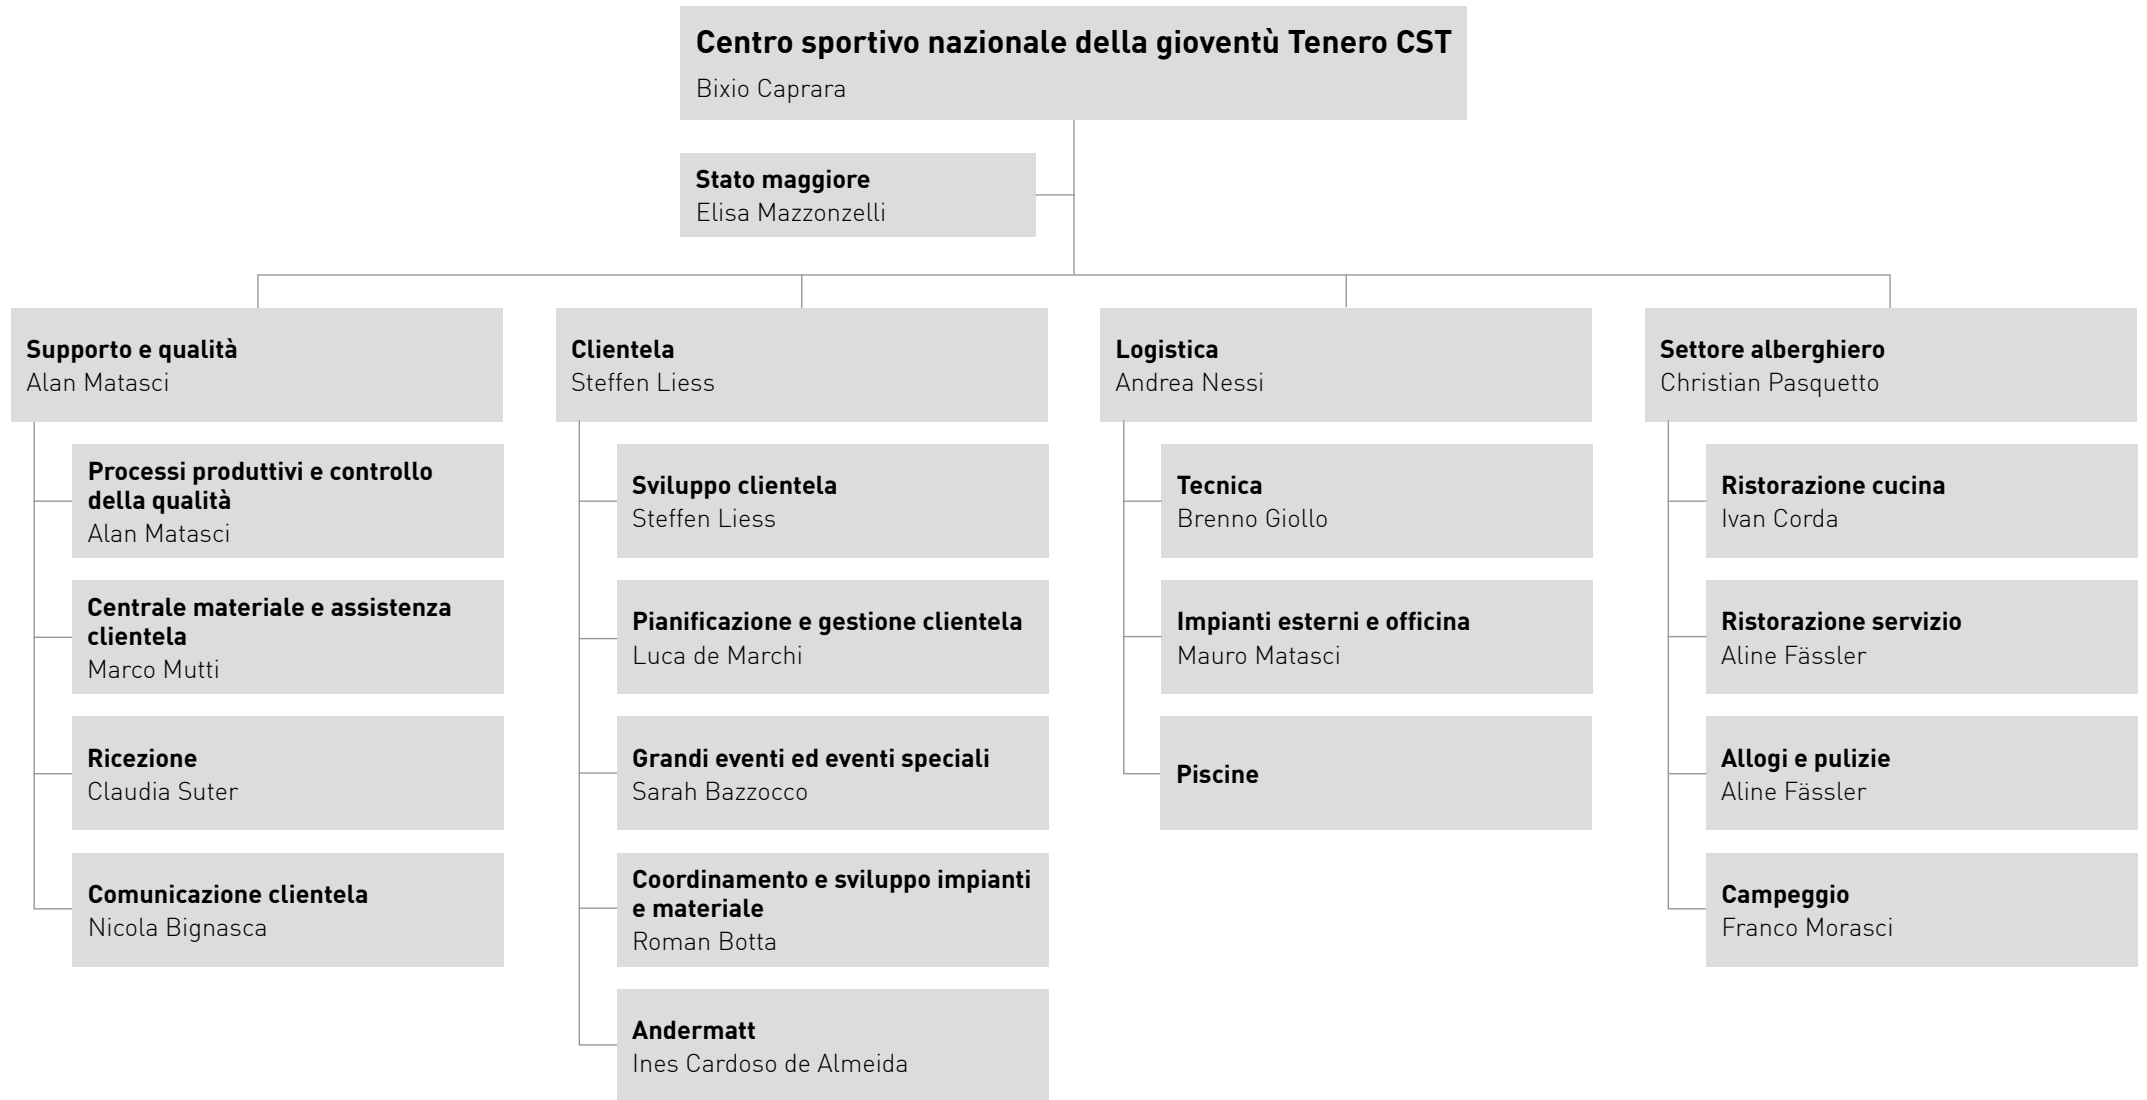 Centro sportivo nazionale della gioventù Tenero CST
Bixio Caprara
Stato maggiore
Elisa Mazzonzelli
Supporto e qualità
Alan Matasci
Processi produttivi e controllo
della qualità
Alan Matasci
Centrale materiale e assistenza
clientela
Marco Mutti
Ricezione
Claudia Suter
Comunicazione clientela
Nicola Bignasca
Clientela
Steffen Liess
Sviluppo clientela
Steffen Liess
Pianificazione e gestione clientela
Luca de Marchi
Grandi eventi ed eventi speciali
Sarah Bazzocco
Coordinamento e sviluppo impianti
e materiale
Roman Botta
Andermatt
Ines Cardoso de Almeida
Logistica
Andrea Nessi
Tecnica
Brenno Giollo
Impianti esterni e officina
Mauro Matasci
Piscine
Settore alberghiero
Christian Pasquetto
Ristorazione cucina
Ivan Corda
Ristorazione servizio
Aline Fässler
Allogi e pulizie
Aline Fässler
Campeggio
Franco Morasci